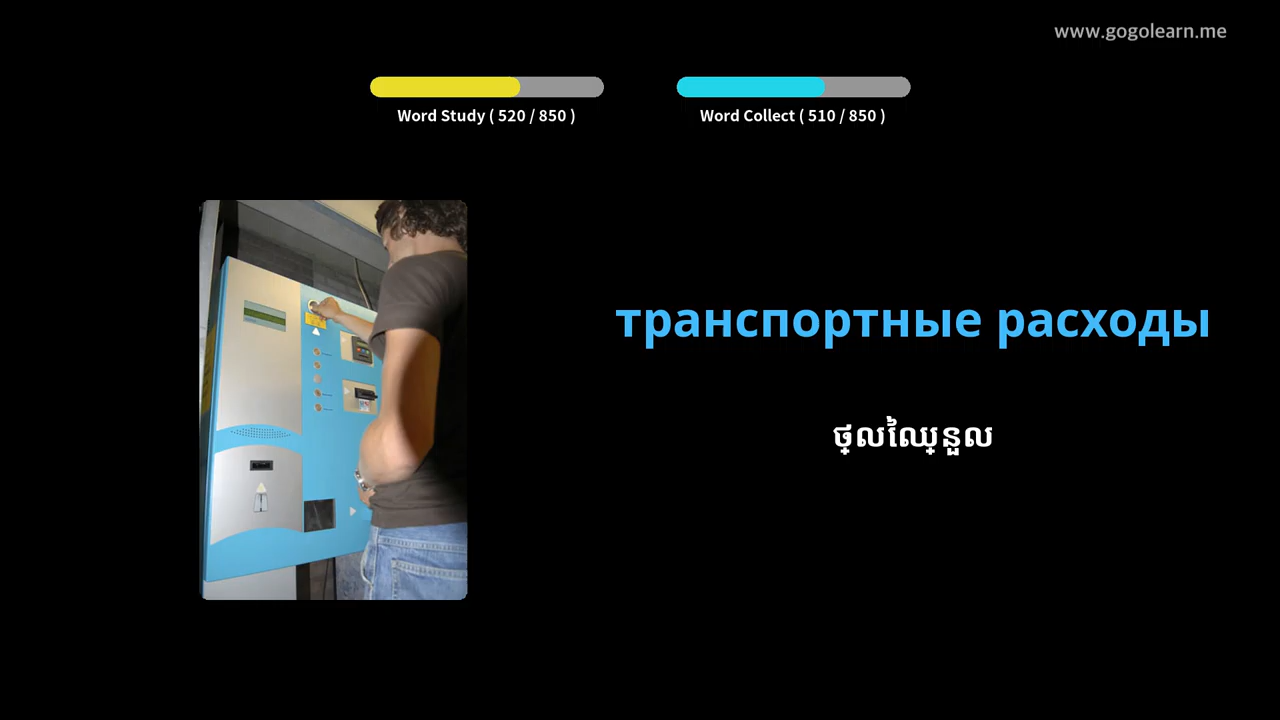 www.gogolearn.me
Word Study ( 520 / 850 )
Word Collect ( 510 / 850 )
транспортные расходы
ថ្លៃឈ្នួល